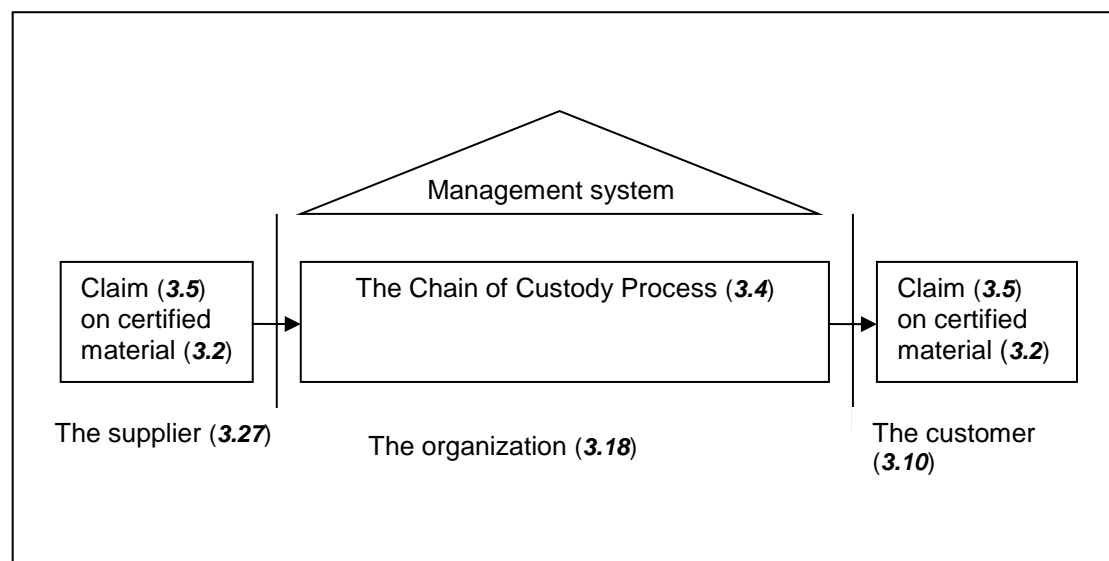 Management system
Claim (3.5)
on certified
material (3.2)
The Chain of Custody Process (3.4)
Claim (3.5)
on certified
material (3.2)
The supplier (3.27)
The organization (3.18)
The customer
(3.10)